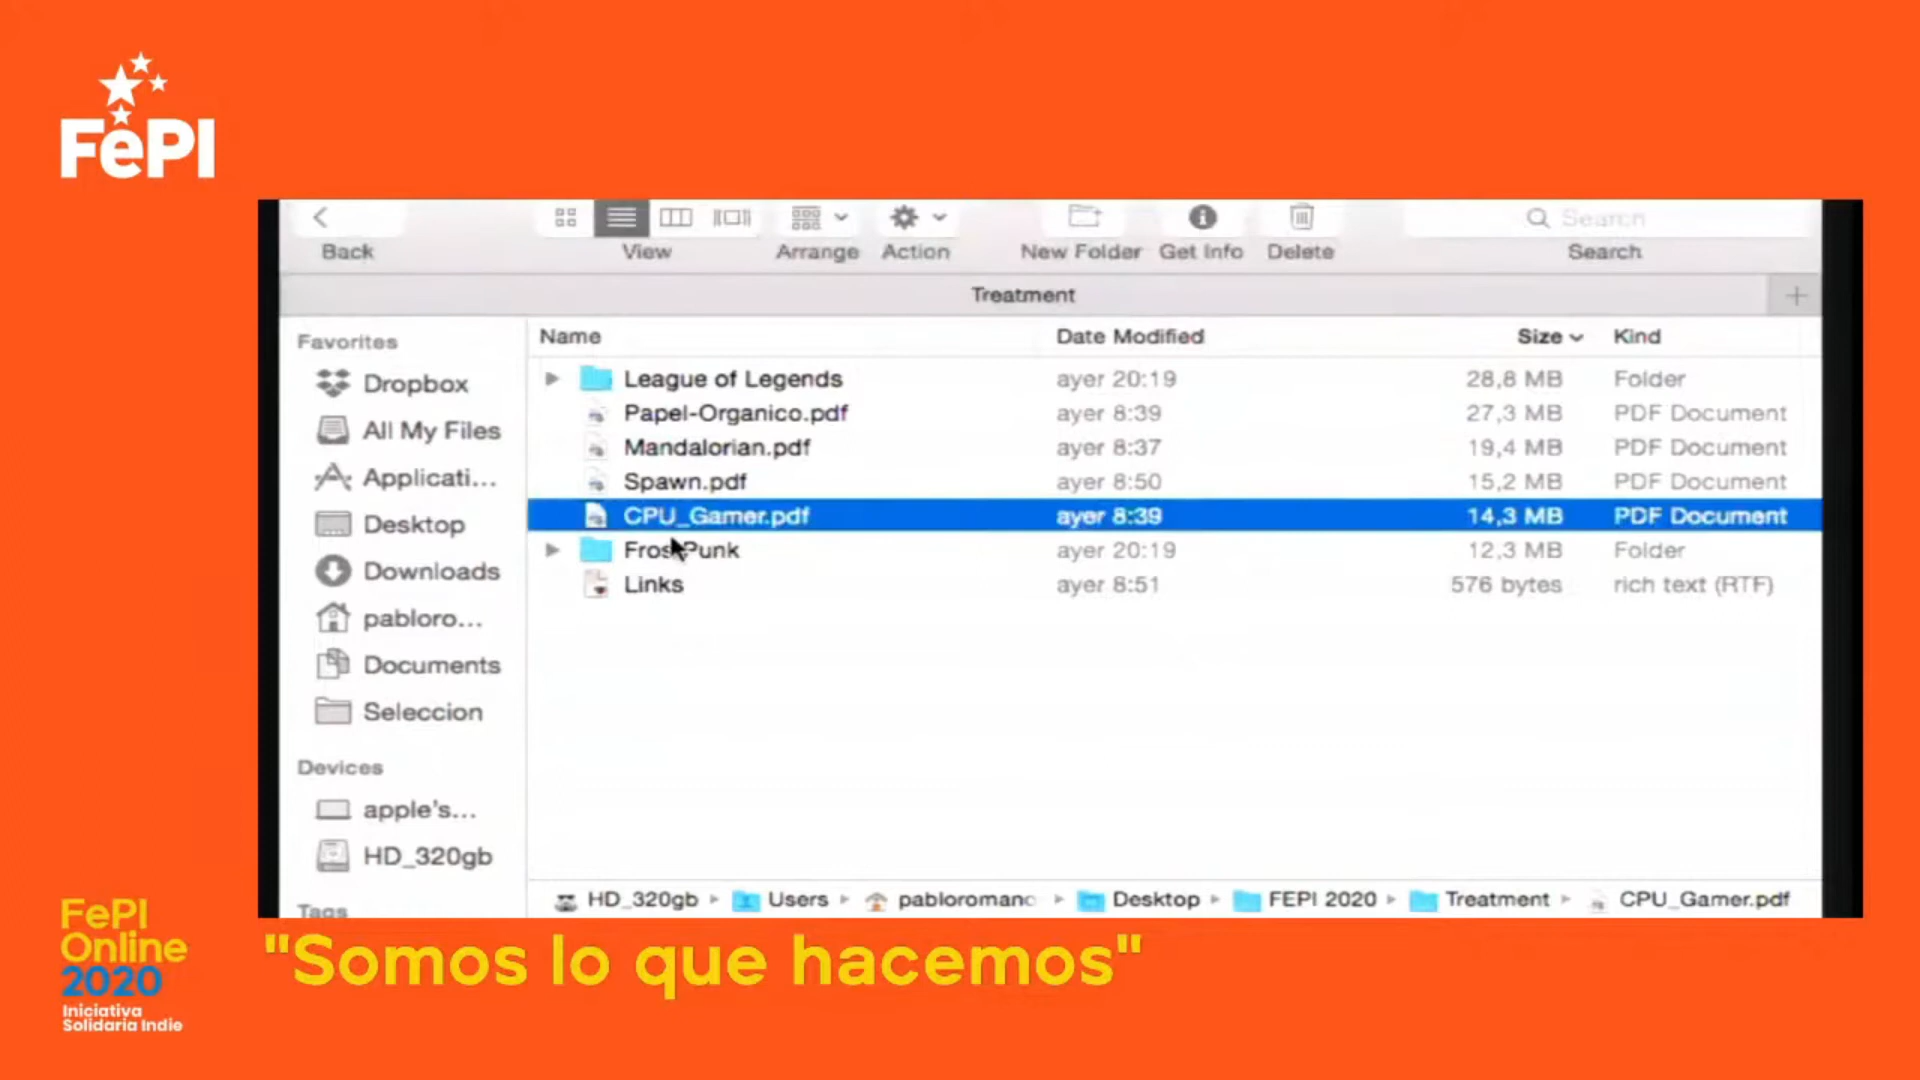 FePI
Search
Back View Arrange Action New Folder Get Info Delete Search
Treatment
Favorites
Dropbox
All My Files
Applicati...
Desktop
Downloads
pabloro...
Documents
Seleccion
Devices
apple's...
HD_320gb
Tags
Name Date Modified Size Kind
League of Legends ayer 20:19 28,8 MB Folder
Papel-Organico.pdf ayer 8:39 27,3 MB PDF Document
Mandalorian.pdf ayer 8:37 19,4 MB PDF Document
Spawn.pdf ayer 8:50 15,2 MB PDF Document
CPU_Gamer.pdf ayer 8:39 14,3 MB PDF Document
FrostPunk ayer 20:19 12,3 MB Folder
Links ayer 8:51 576 bytes rich text (RTF)
HD_320gb Users pabloromano Desktop FEPI 2020 Treatment CPU_Gamer.pdf
FePI
Online
2020
Iniciativa
Solidaria Indie
"Somos lo que hacemos"